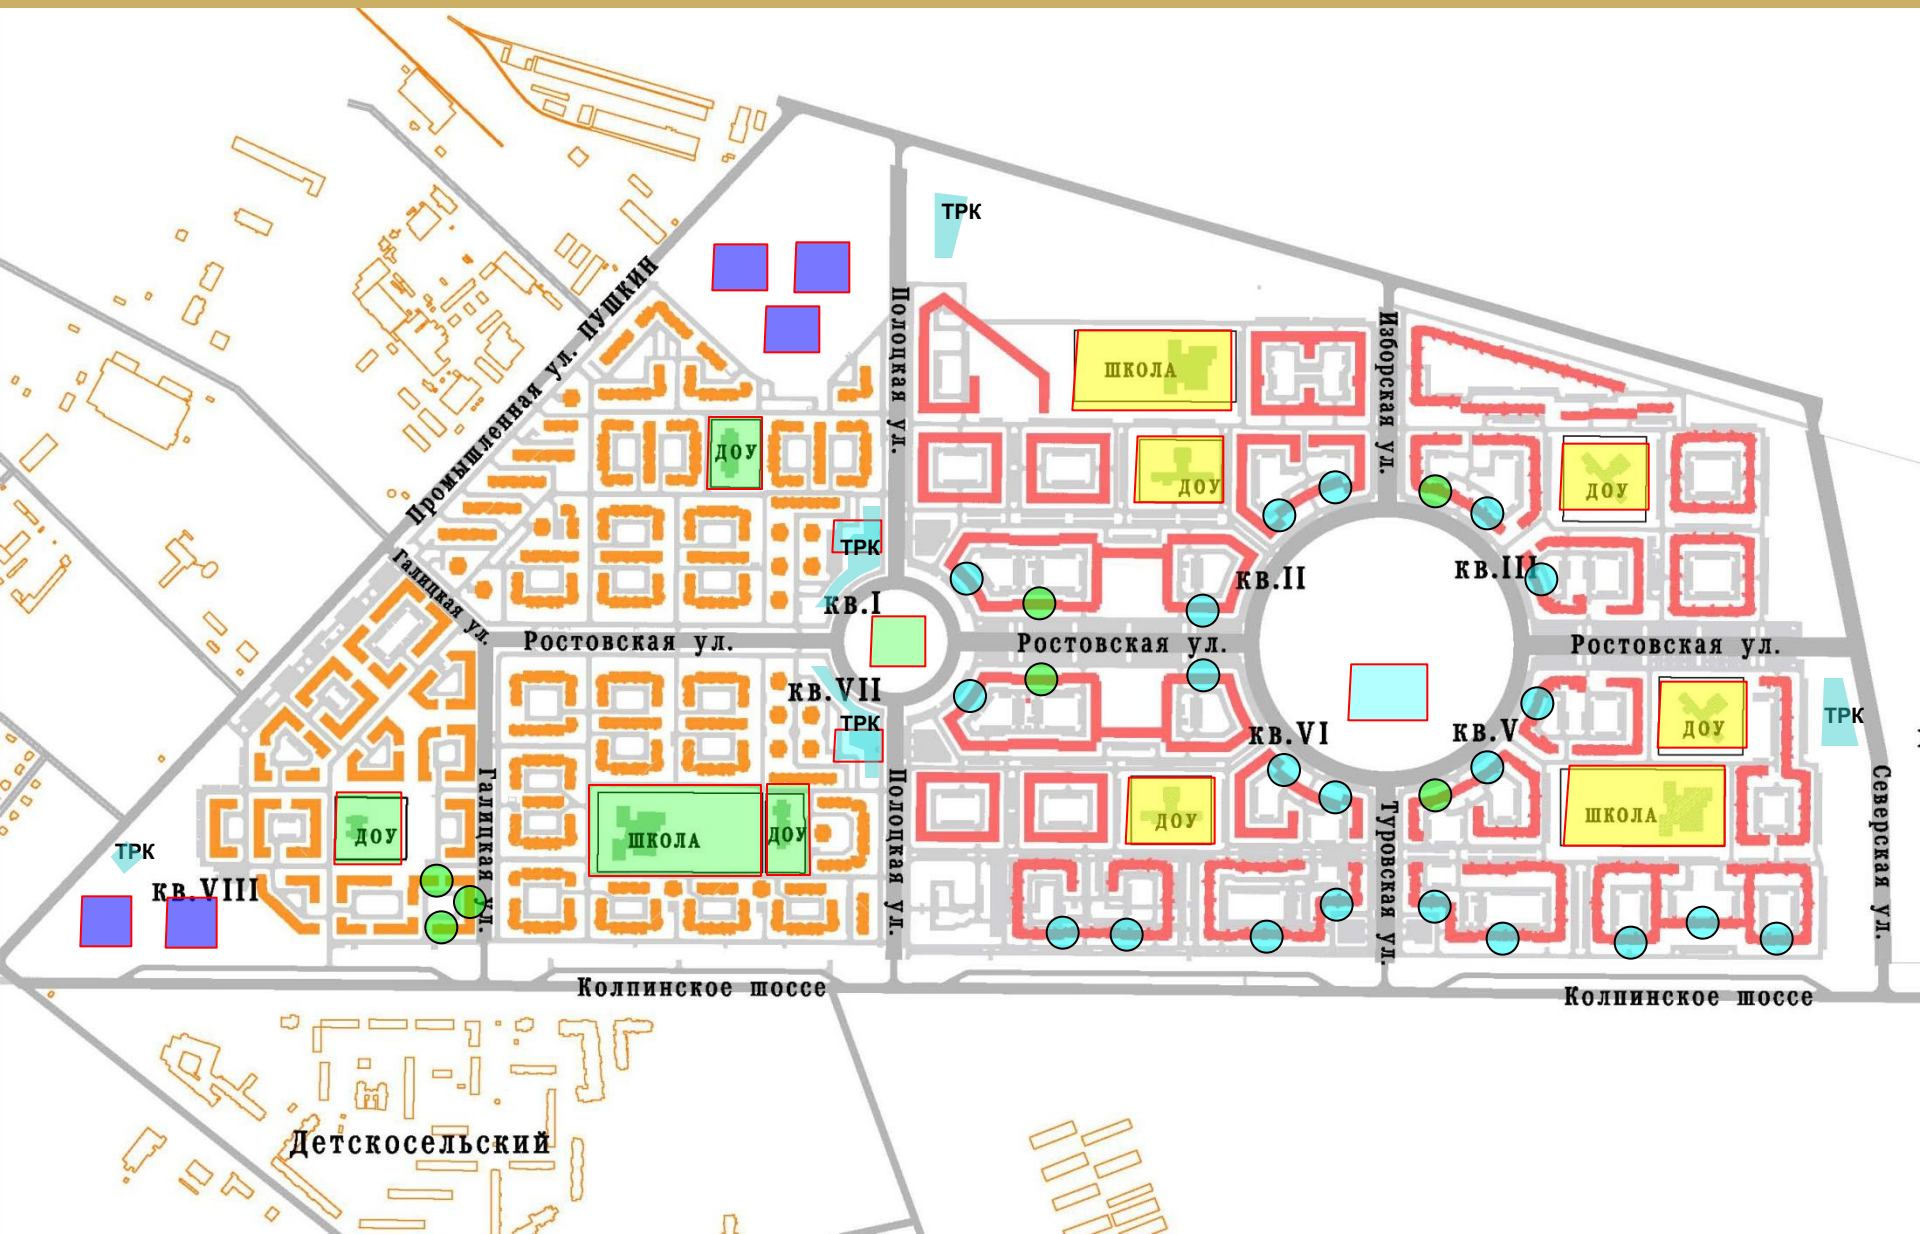 ТРК
Промышленная ул. ПУШКИН
Полоцкая ул.
Изборская ул.
ШКОЛА
ДОУ
ДОУ
ДОУ
ТРК
Галицкая ул.
кв.I
кв.II
кв.III
Ростовская ул.
Ростовская ул.
Ростовская ул.
кв.VII
ТРК
кв.VI
кв.V
ДОУ
ТРК
Галицкая ул.
Полоцкая ул.
Туровская ул.
Северская ул.
ДОУ
ШКОЛА
ДОУ
ДОУ
ШКОЛА
ТРК
кв.VIII
Колпинское шоссе
Колпинское шоссе
Детскосельский